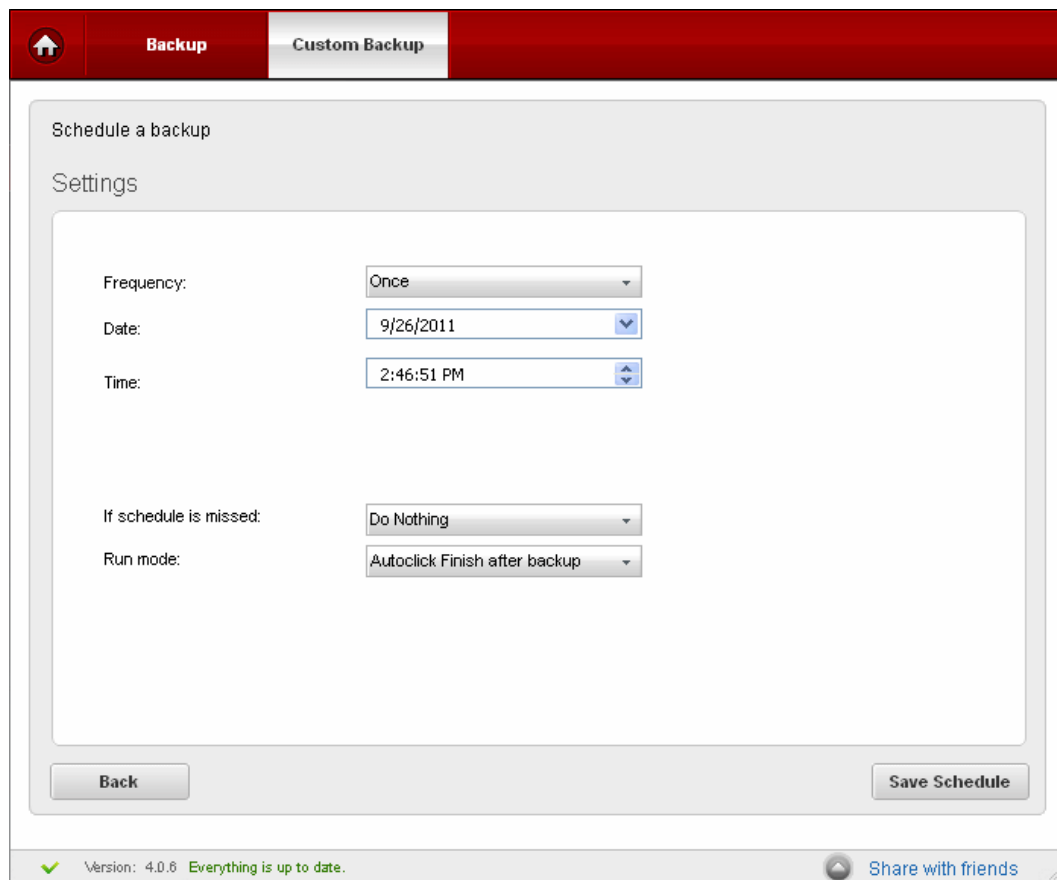 Backup
Custom Backup
Schedule a backup
Settings
Frequency:
Once
Date:
9/26/2011
Time:
2:46:51 PM
If schedule is missed:
Do Nothing
Run mode:
Autoclick Finish after backup
Back
Save Schedule
Version: 4.0.6 Everything is up to date.
Share with friends